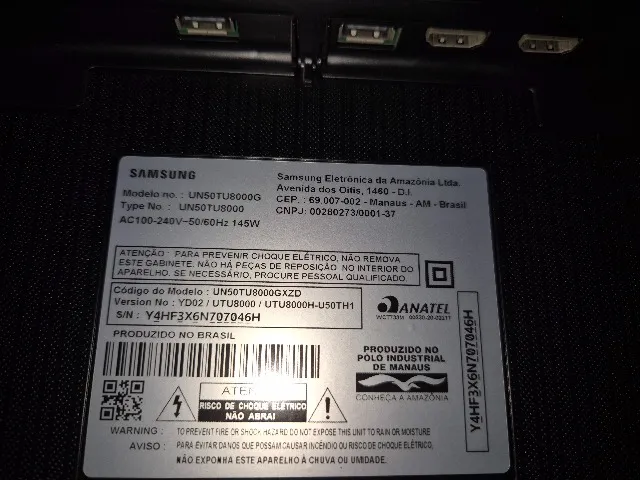 SAMSUNG
Modelo no. : UN50TU8000G
Type No. : UN50TU8000
AC100-240V~50/60Hz 145W
Samsung Eletrônica da Amazônia Ltda.
Avenida dos Oitis, 1460 - D.I.
CEP. : 69.007-002 - Manaus - AM - Brasil
CNPJ: 00280273/0001-37
ATENÇÃO : PARA PREVENIR CHOQUE ELÉTRICO, NÃO REMOVA
ESTE GABINETE. NÃO HÁ PEÇAS DE REPOSIÇÃO NO INTERIOR DO
APARELHO. SE NECESSÁRIO, PROCURE PESSOAL QUALIFICADO.
Código do Modelo : UN50TU8000GXZD
Version No : YD02 / UTU8000 / UTU8000H-U50TH1
S/N : Y4HF3X6N707046H
ANATEL
PRODUZIDO NO BRASIL
PRODUZIDO NO
PÓLO INDUSTRIAL
DE MANAUS
CONHEÇA A AMAZÔNIA
Y4HF3X6N707046H
RISCO DE CHOQUE ELÉTRICO
NÃO ABRA!
WARNING : TO PREVENT FIRE OR SHOCK HAZARD DO NOT EXPOSE THIS UNIT TO RAIN OR MOISTURE.
AVISO : PARA EVITAR DANOS QUE POSSAM CAUSAR INCÊNDIO OU RISCO DE CHOQUE ELÉTRICO,
NÃO EXPONHA ESTE APARELHO À CHUVA OU UMIDADE.